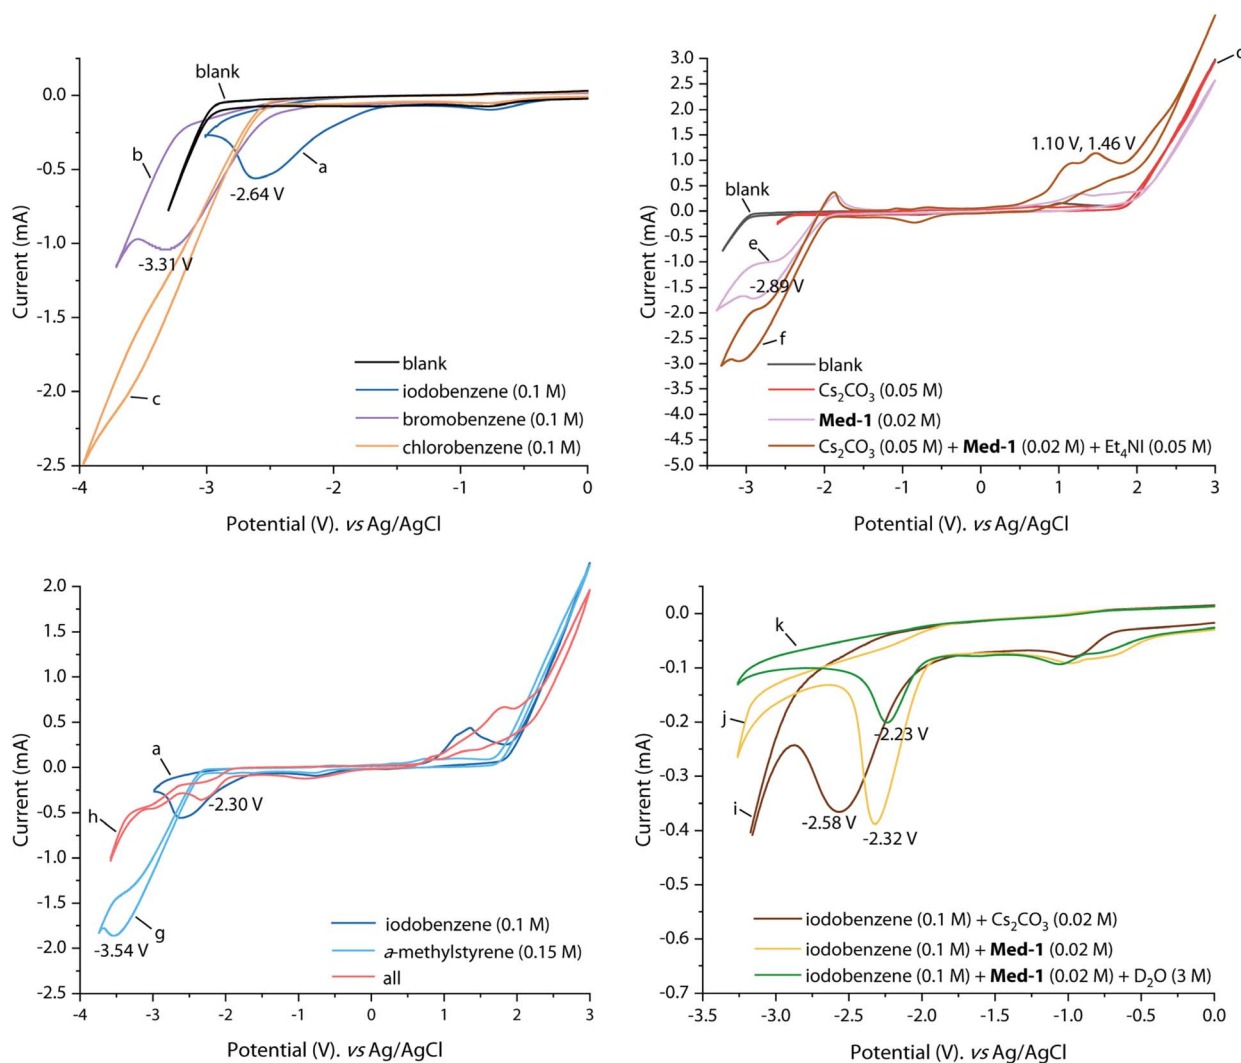 0.0
-0.5
-1.0
-1.5
-2.0
-2.5
Current (mA)
blank
b
a
-2.64 V
-3.31 V
c
blank
iodobenzene (0.1 M)
bromobenzene (0.1 M)
chlorobenzene (0.1 M)
-4 -3 -2 -1 0
Potential (V). vs Ag/AgCl
3.0
2.5
2.0
1.5
1.0
0.5
0.0
-0.5
-1.0
-1.5
-2.0
-2.5
-3.0
-3.5
-4.0
-4.5
-5.0
Current (mA)
d
1.10 V, 1.46 V
blank
e
-2.89 V
f
blank
Cs₂CO₃ (0.05 M)
Med-1 (0.02 M)
Cs₂CO₃ (0.05 M) + Med-1 (0.02 M) + Et₄NI (0.05 M)
-3 -2 -1 0 1 2 3
Potential (V). vs Ag/AgCl
2.0
1.5
1.0
0.5
0.0
-0.5
-1.0
-1.5
-2.0
-2.5
Current (mA)
a
-2.30 V
h
g
-3.54 V
iodobenzene (0.1 M)
a-methylstyrene (0.15 M)
all
-4 -3 -2 -1 0 1 2 3
Potential (V). vs Ag/AgCl
0.0
-0.1
-0.2
-0.3
-0.4
-0.5
-0.6
-0.7
Current (mA)
k
j
-2.23 V
i
-2.58 V
-2.32 V
iodobenzene (0.1 M) + Cs₂CO₃ (0.02 M)
iodobenzene (0.1 M) + Med-1 (0.02 M)
iodobenzene (0.1 M) + Med-1 (0.02 M) + D₂O (3 M)
-3.5 -3.0 -2.5 -2.0 -1.5 -1.0 -0.5 0.0
Potential (V). vs Ag/AgCl